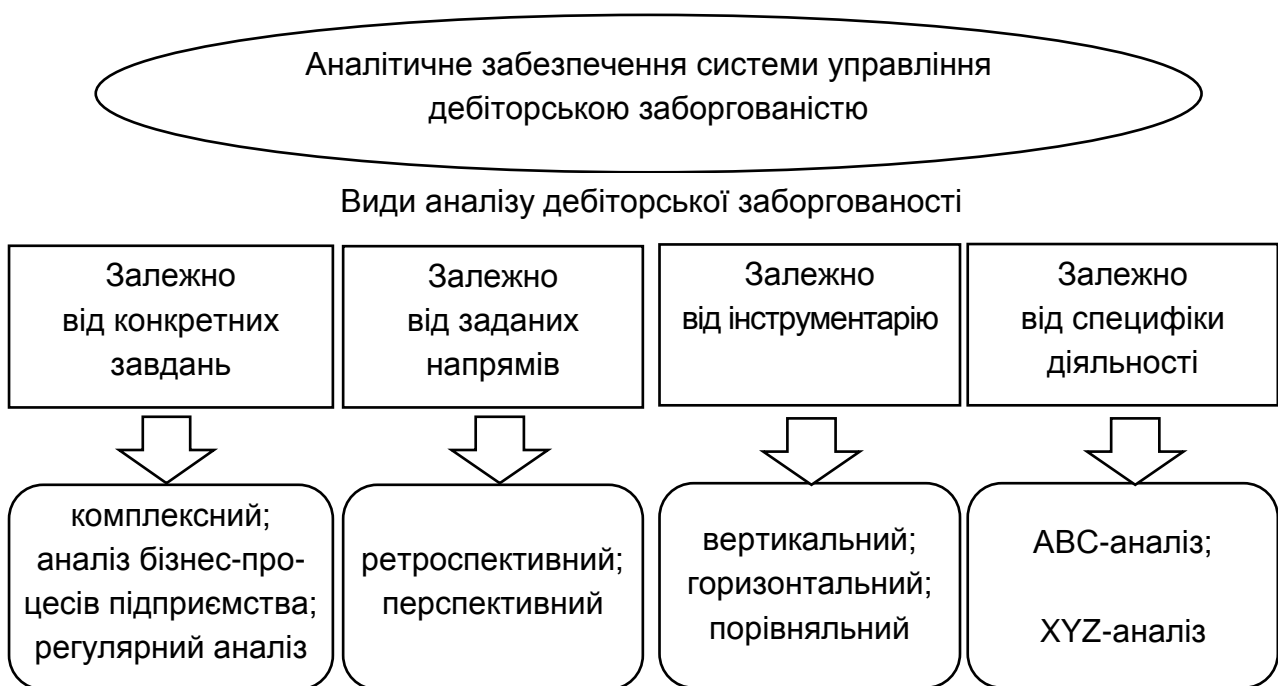 Аналітичне забезпечення системи управління
дебіторською заборгованістю
Види аналізу дебіторської заборгованості
Залежно
від конкретних
завдань
Залежно
від заданих
напрямів
Залежно
від інструментарію
Залежно
від специфіки
діяльності
комплексний;
аналіз бізнес-про-
цесів підприємства;
регулярний аналіз
ретроспективний;
перспективний
вертикальний;
горизонтальний;
порівняльний
АВС-аналіз;
XYZ-аналіз